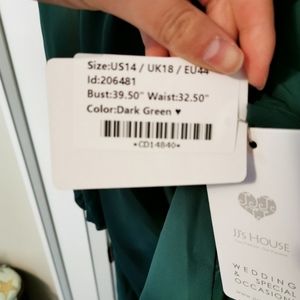 Size:US14 / UK18 / EU44
Id:206481
Bust:39.50" Waist:32.50"
Color:Dark Green ♥
*CD14840*
JJ's HOUSE
WEDDING
& SPECIAL
OCCASION